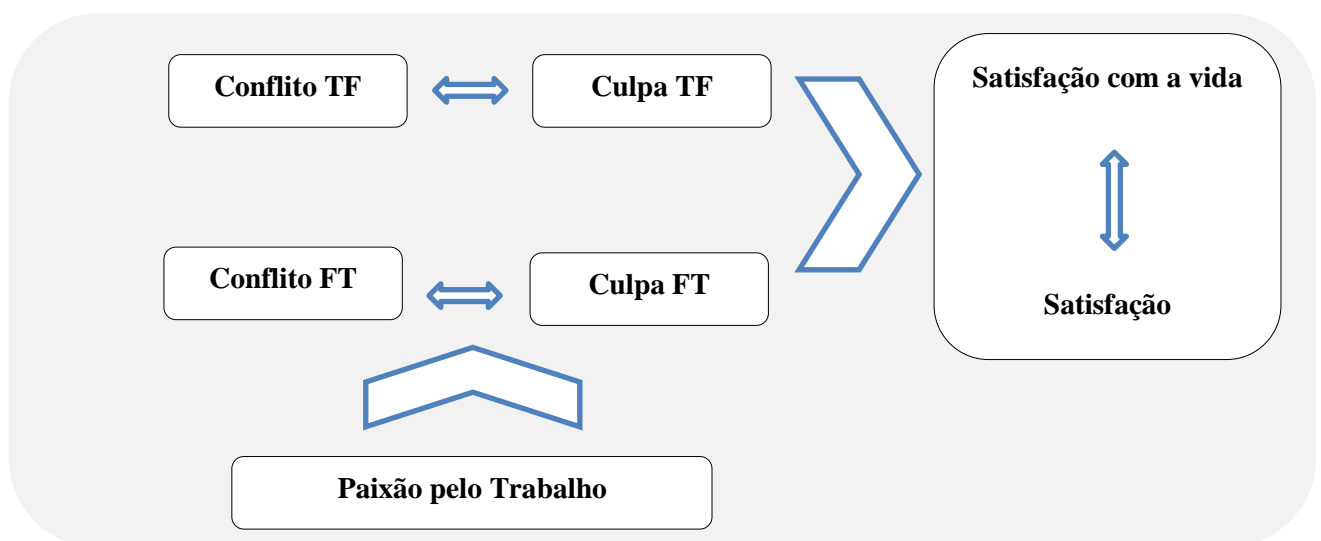 Conflito TF
Culpa TF
Satisfação com a vida
Conflito FT
Culpa FT
Satisfação
Paixão pelo Trabalho